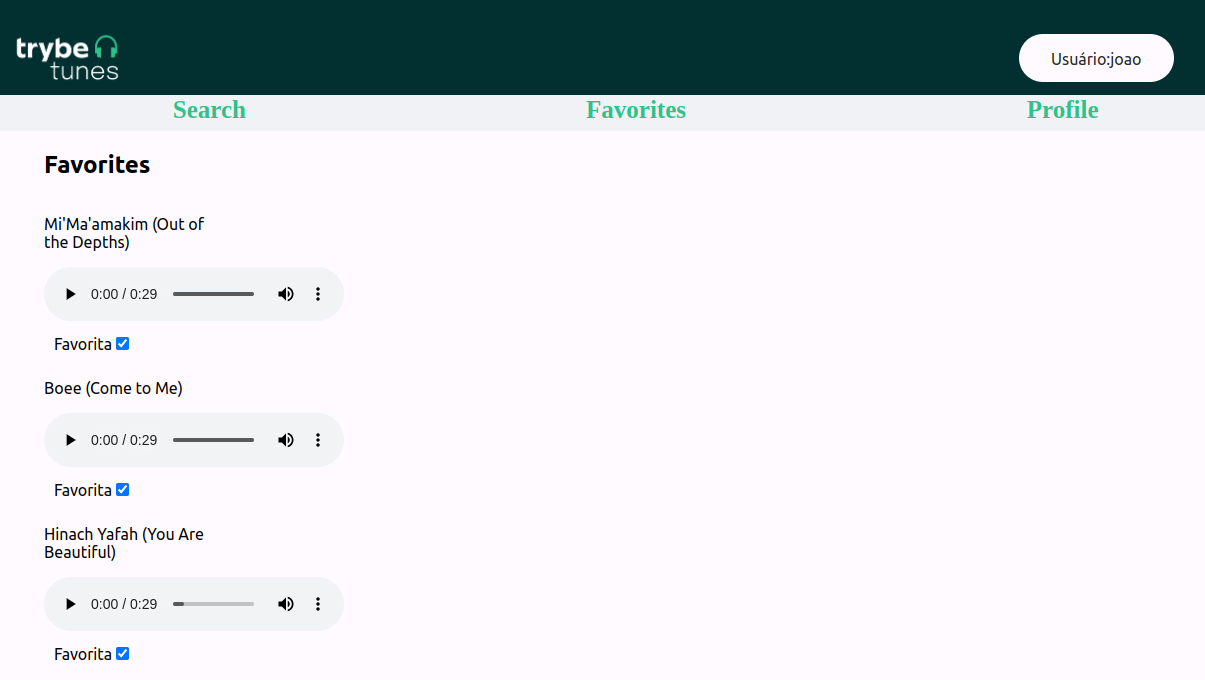 trybe
tunes
Usuário:joao
Search Favorites Profile
Favorites
Mi'Ma'amakim (Out of
the Depths)
0:00 / 0:29
Favorita
Boee (Come to Me)
0:00 / 0:29
Favorita
Hinach Yafah (You Are
Beautiful)
0:00 / 0:29
Favorita